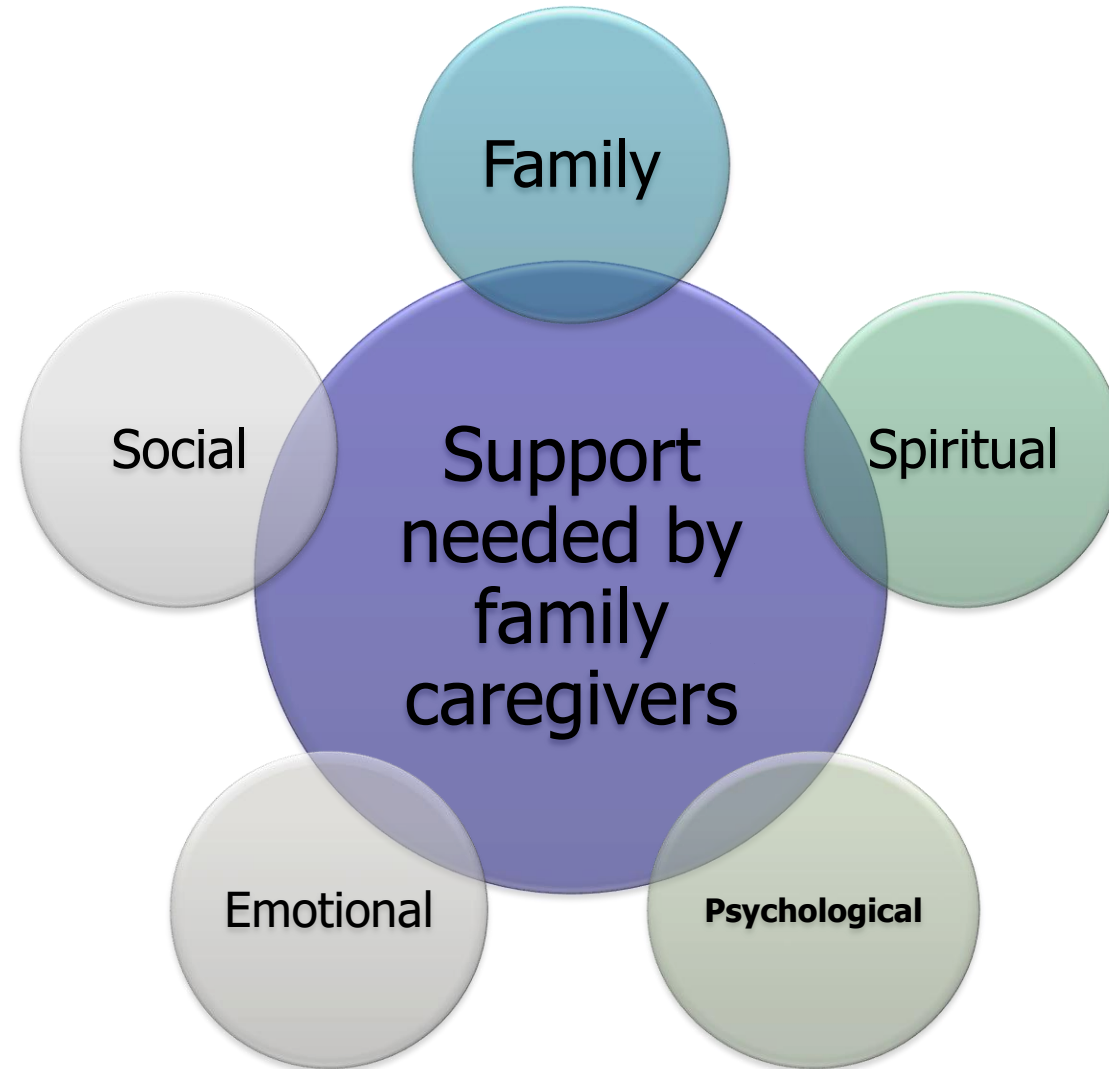 Family
Social
Support
needed by
family
caregivers
Spiritual
Emotional
Psychological